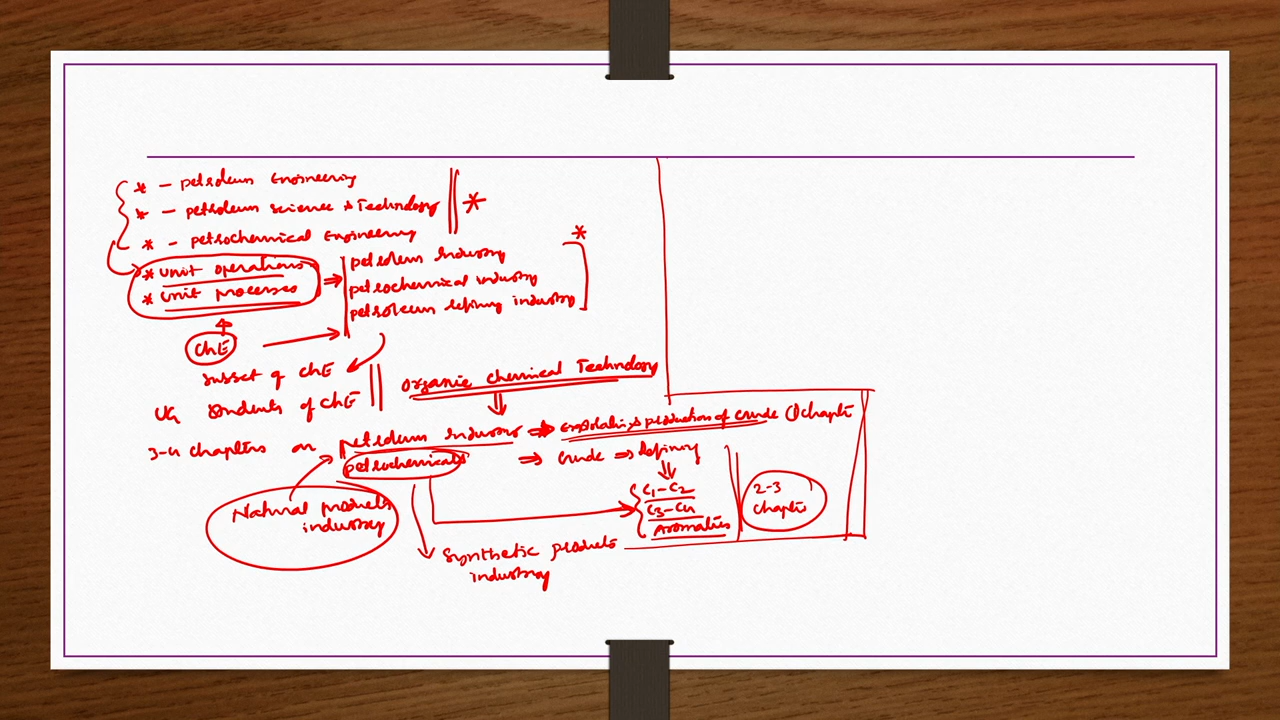 * - petroleum Engineering
* - petroleum science & Technology *
* - petrochemical Engineering *
* unit operations
* unit processes
⇒ petroleum Industry
petrochemical industry
petroleum refining industry
ChE
subset of ChE
UG students of ChE
organic chemical Technology
3-4 chapters on petroleum Industry ⇒ exploration & production of crude ① chapter
petrochemicals ⇒ crude ⇒ refining
C1-C2
C3-C4
Aromatics
2-3
chapters
Natural products
industry
Synthetic products
industry